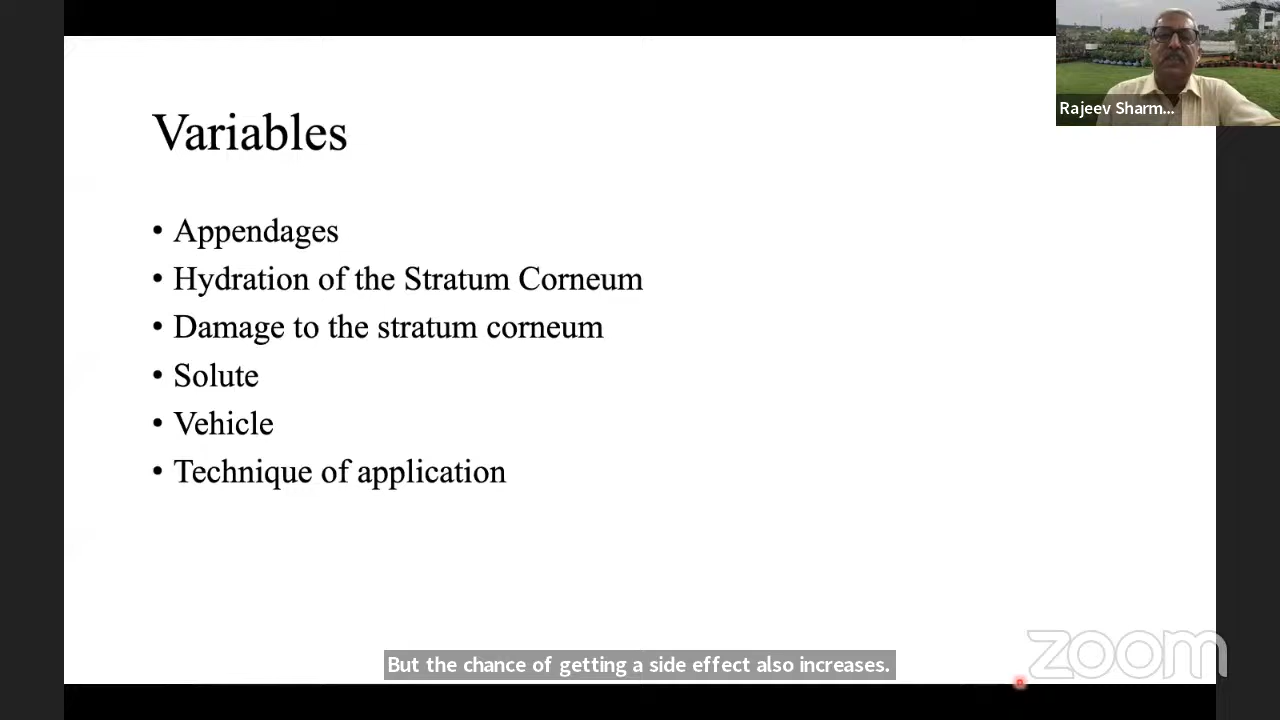 Rajeev Sharm...
Variables
• Appendages
• Hydration of the Stratum Corneum
• Damage to the stratum corneum
• Solute
• Vehicle
• Technique of application
But the chance of getting a side effect also increases.
zoom